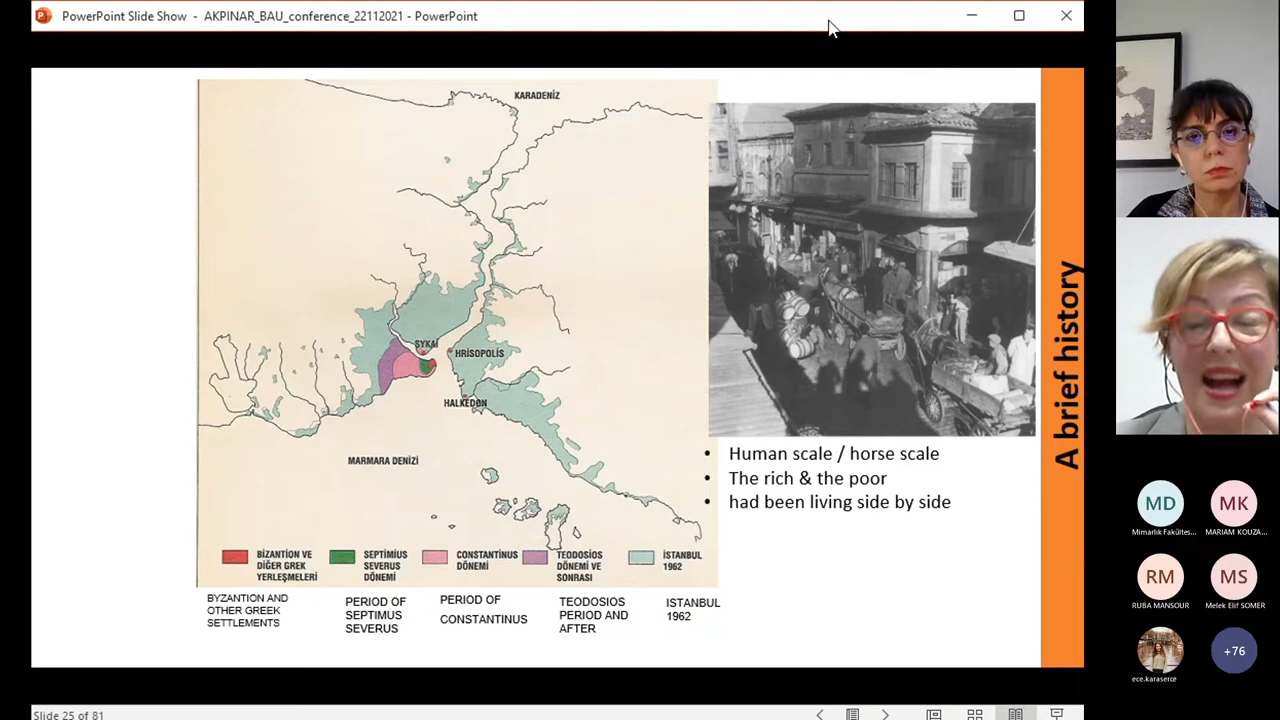 PowerPoint Slide Show - AKPINAR_BAU_conference_22112021 - PowerPoint
KARADENİZ
SYKAİ
HRİSOPOLİS
HALKEDON
MARMARA DENİZİ
BİZANTİON VE
DİĞER GREK
YERLEŞMELERİ
SEPTİMİUS
SEVERUS
DÖNEMİ
CONSTANTİNUS
DÖNEMİ
TEODOSİOS
DÖNEMİ VE
SONRASI
İSTANBUL
1962
BYZANTION AND
OTHER GREEK
SETTLEMENTS
PERIOD OF
SEPTIMUS
SEVERUS
PERIOD OF
CONSTANTINUS
TEODOSIOS
PERIOD AND
AFTER
ISTANBUL
1962
• Human scale / horse scale
• The rich & the poor
• had been living side by side
A brief history
MD
Mimarlık Fakültes...
MK
MARIAM KOUZA...
RM
RUBA MANSOUR
MS
Melek Elif SOMER
ece.karaserce
+76
Slide 25 of 81